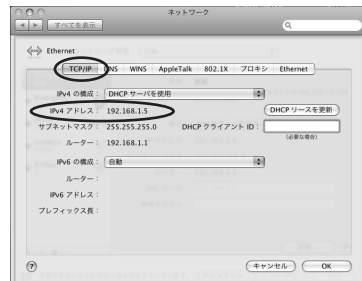 ネットワーク
すべてを表示
Ethernet
TCP/IP DNS WINS AppleTalk 802.1X プロキシ Ethernet
IPv4 の構成： DHCP サーバを使用
IPv4 アドレス： 192.168.1.5 DHCP リースを更新
サブネットマスク： 255.255.255.0 DHCP クライアント ID：
(必要な場合)
ルーター： 192.168.1.1
IPv6 の構成： 自動
ルーター：
IPv6 アドレス：
プレフィックス長：
? キャンセル OK